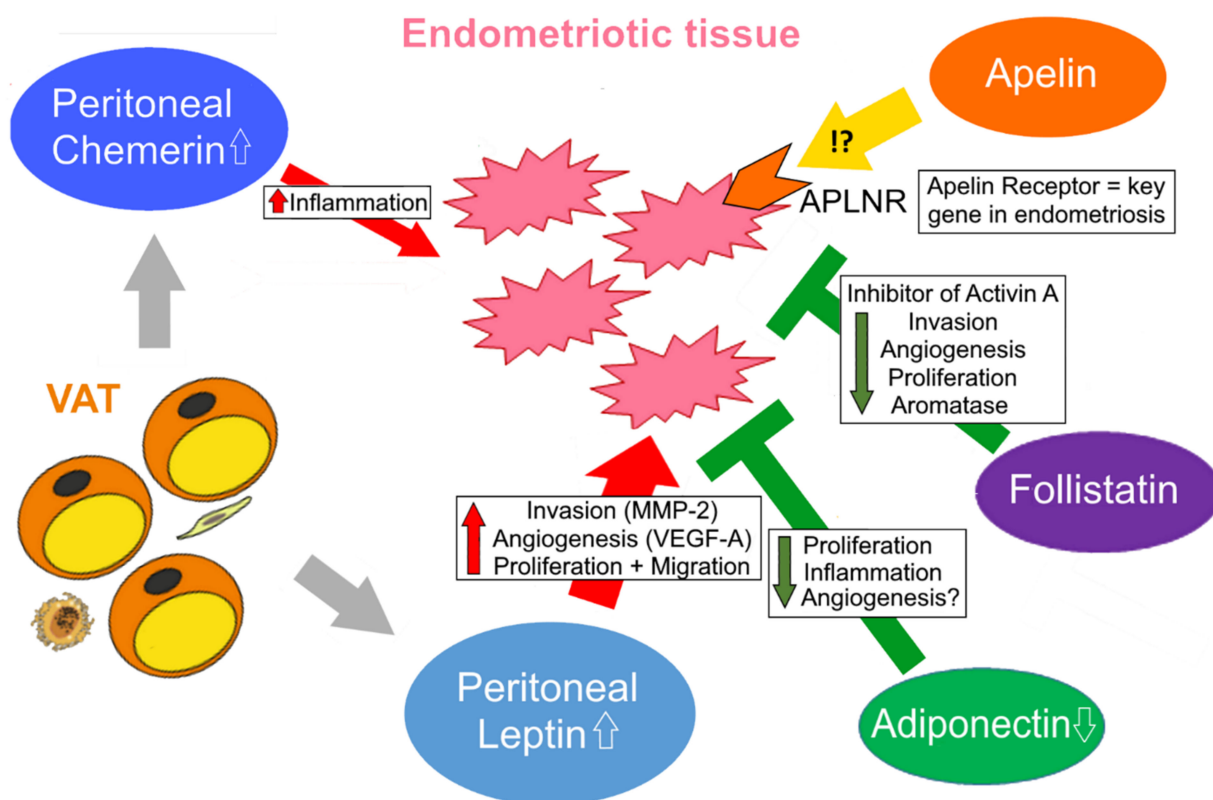 Endometriotic tissue
Peritoneal
Chemerin⇧
Apelin
!?
Inflammation
APLNR
Apelin Receptor = key
gene in endometriosis
Inhibitor of Activin A
Invasion
Angiogenesis
Proliferation
Aromatase
VAT
Follistatin
Invasion (MMP-2)
Angiogenesis (VEGF-A)
Proliferation + Migration
Proliferation
Inflammation
Angiogenesis?
Peritoneal
Leptin⇧
Adiponectin⇩